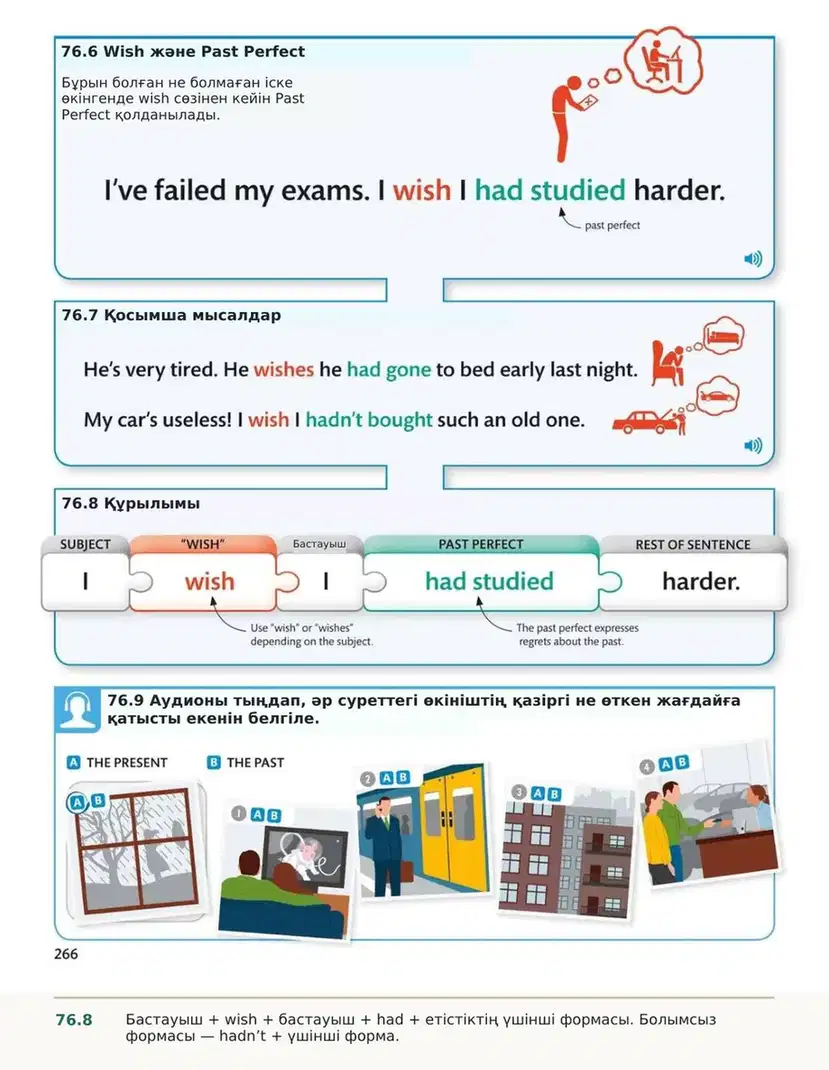 76.6 Wish және Past Perfect
Бұрын болған не болмаған іске
өкінгенде wish сөзінен кейін Past
Perfect қолданылады.
I've failed my exams. I wish I had studied harder.
past perfect
76.7 Қосымша мысалдар
He's very tired. He wishes he had gone to bed early last night.
My car's useless! I wish I hadn't bought such an old one.
76.8 Құрылымы
SUBJECT "WISH" Бастауыш PAST PERFECT REST OF SENTENCE
I wish I had studied harder.
Use "wish" or "wishes"
depending on the subject.
The past perfect expresses
regrets about the past.
76.9 Аудионы тыңдап, әр суреттегі өкініштің қазіргі не өткен жағдайға
қатысты екенін белгіле.
A THE PRESENT B THE PAST
A B
1 A B
2 A B
3 A B
4 A B
266
76.8 Бастауыш + wish + бастауыш + had + етістіктің үшінші формасы. Болымсыз
формасы — hadn't + үшінші форма.